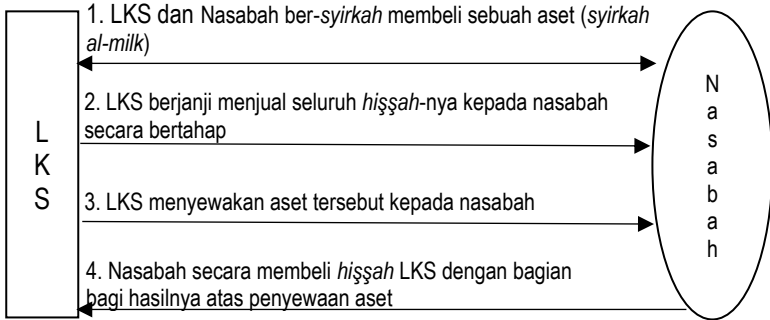 1. LKS dan Nasabah ber-syirkah membeli sebuah aset (syirkah
al-milk)
2. LKS berjanji menjual seluruh hişşah-nya kepada nasabah
secara bertahap
LKS
3. LKS menyewakan aset tersebut kepada nasabah
4. Nasabah secara membeli hişşah LKS dengan bagian
bagi hasilnya atas penyewaan aset
Nasabah